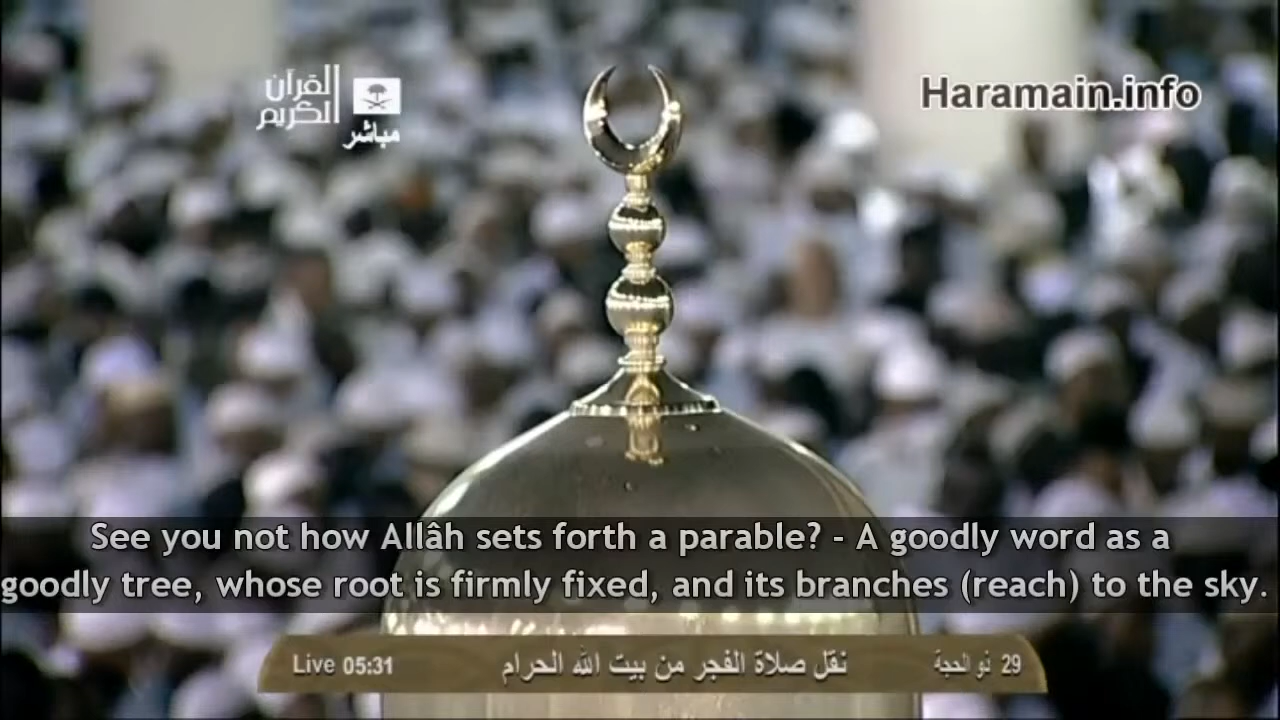 القرآن
الكريم
مباشر
Haramain.info
See you not how Allâh sets forth a parable? - A goodly word as a
goodly tree, whose root is firmly fixed, and its branches (reach) to the sky.
Live 05:31
نقل صلاة الفجر من بيت الله الحرام
29 ذو الحجة